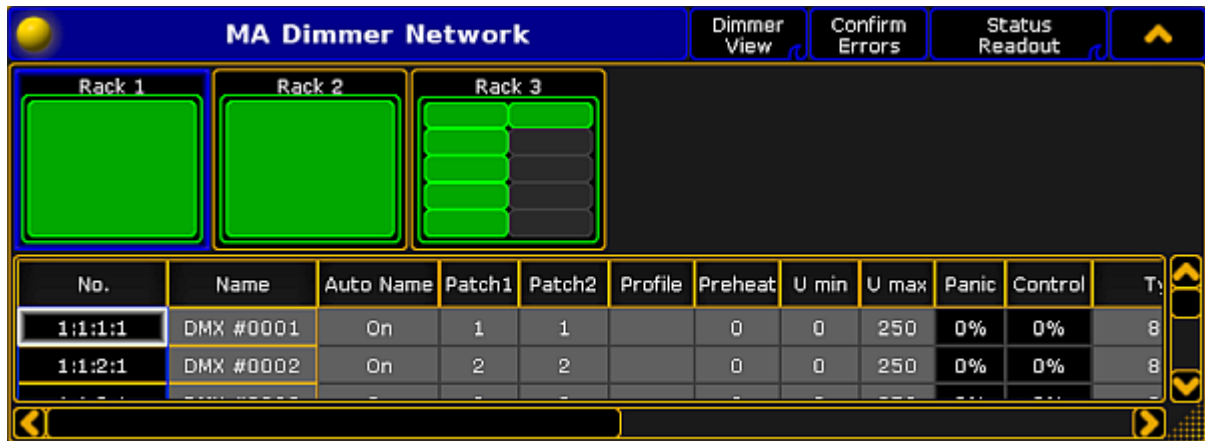 MA Dimmer Network
Dimmer View
Confirm Errors
Status Readout
Rack 1 Rack 2 Rack 3
No. Name Auto Name Patch1 Patch2 Profile Preheat U min U max Panic Control
1:1:1:1 DMX #0001 On 1 1 0 0 250 0% 0% 8
1:1:2:1 DMX #0002 On 2 2 0 0 250 0% 0% 8